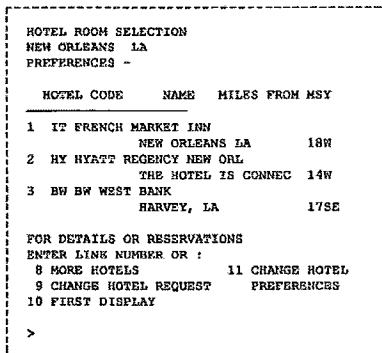 HOTEL ROOM SELECTION
NEW ORLEANS LA
PREFERENCES -
HOTEL CODE NAME MILES FROM MSY
1 IT FRENCH MARKET INN
NEW ORLEANS LA 18W
2 HY HYATT REGENCY NEW ORL
THE HOTEL IS CONNEC 14W
3 BW BW WEST BANK
HARVEY, LA 17SE
FOR DETAILS OR RESERVATIONS
ENTER LINK NUMBER OR :
8 MORE HOTELS 11 CHANGE HOTEL
9 CHANGE HOTEL REQUEST PREFERENCES
10 FIRST DISPLAY
>